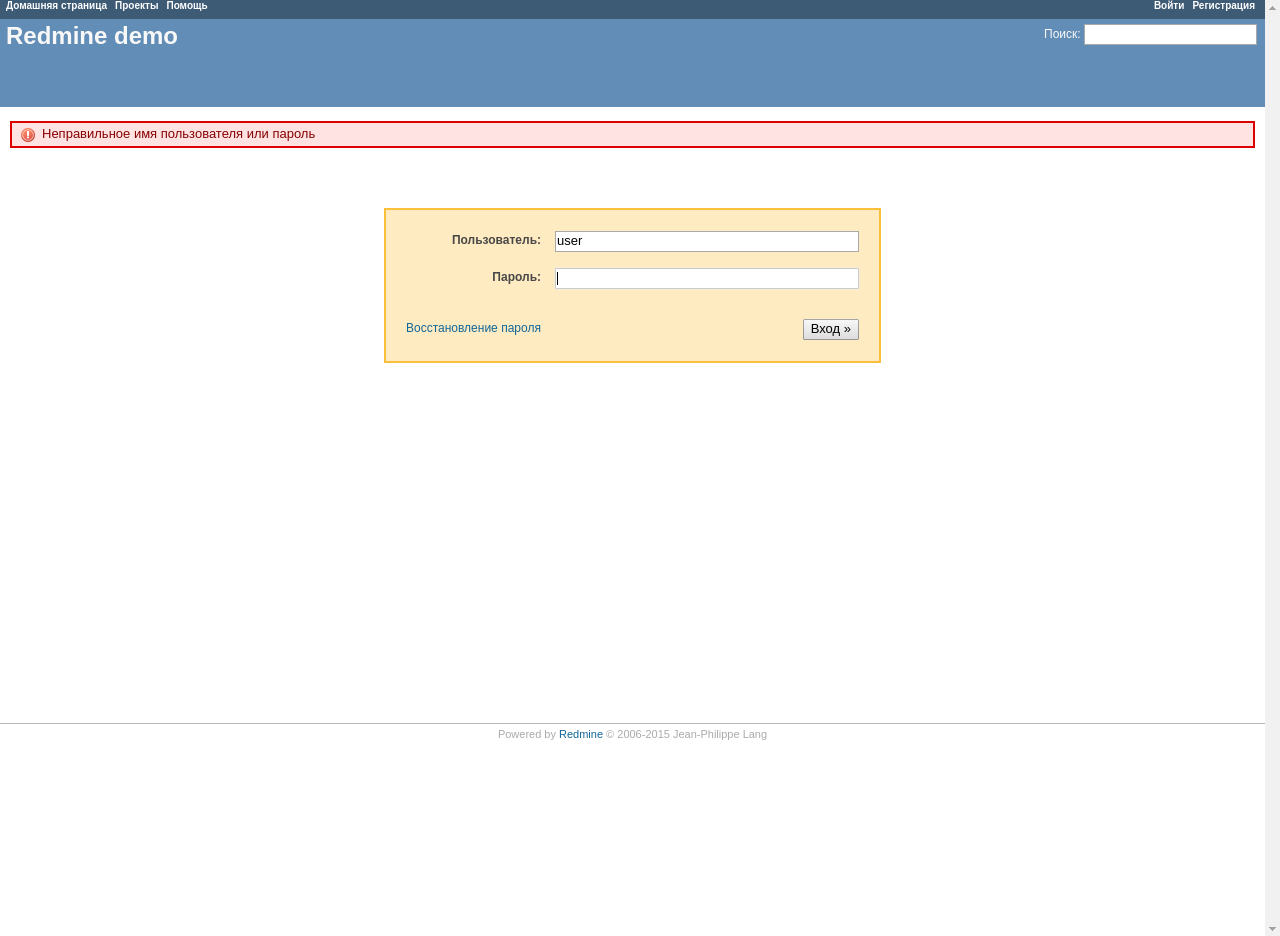 Домашняя страница Проекты Помощь Войти Регистрация
Redmine demo Поиск:
Неправильное имя пользователя или пароль
Пользователь: user
Пароль:
Восстановление пароля Вход »
Powered by Redmine © 2006-2015 Jean-Philippe Lang